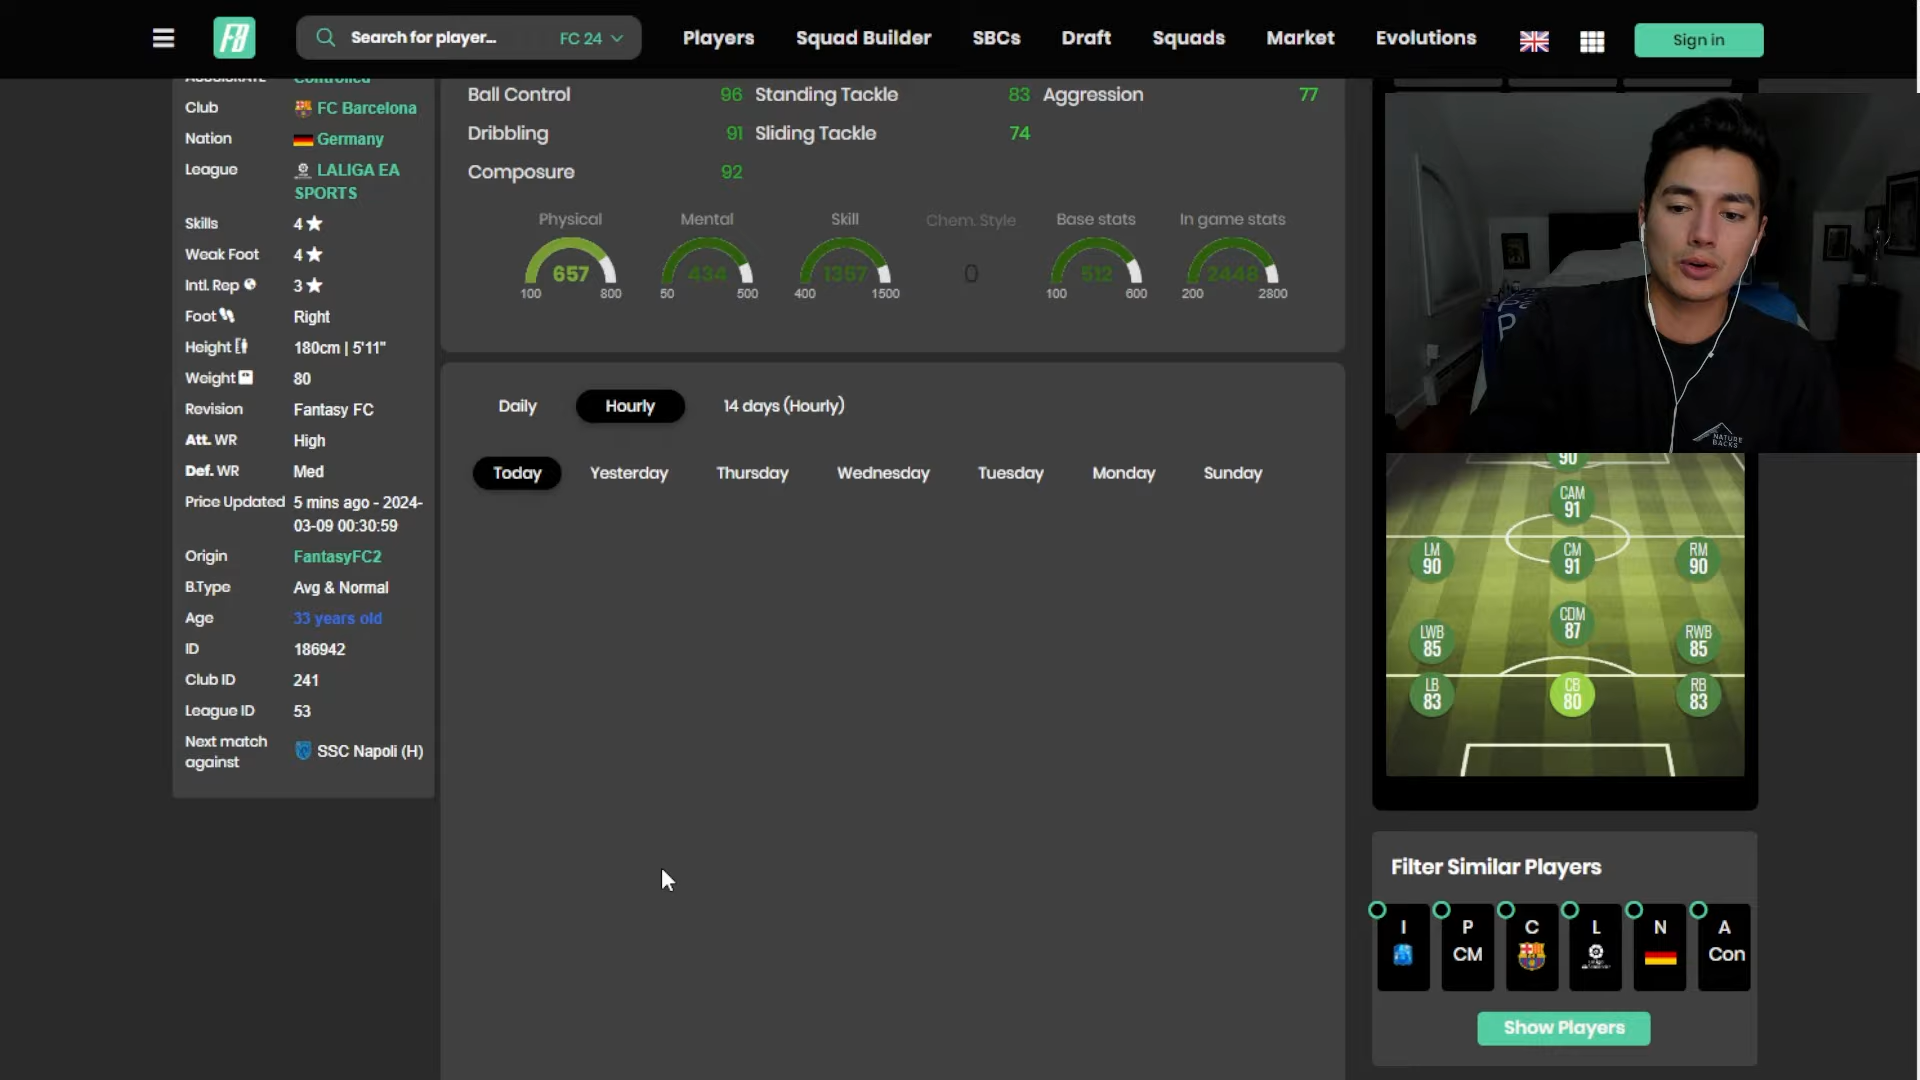 Search for player...
FC 24
Players
Squad Builder
SBCs
Draft
Squads
Market
Evolutions
Sign in
Controlled
Club FC Barcelona
Nation Germany
League LALIGA EA
SPORTS
Skills 4
Weak Foot 4
Intl. Rep 3
Foot Right
Height 180cm | 5'11"
Weight 80
Revision Fantasy FC
Att. WR High
Def. WR Med
Price Updated 5 mins ago - 2024-
03-09 00:30:59
Origin FantasyFC2
B.Type Avg & Normal
Age 33 years old
ID 186942
Club ID 241
League ID 53
Next match
against
SSC Napoli (H)
Ball Control 96 Standing Tackle 83 Aggression 77
Dribbling 91 Sliding Tackle 74
Composure 92
Physical Mental Skill Chem. Style Base stats In game stats
657 434 1357 0 512 2448
100 800 50 500 400 1500 100 600 200 2800
Daily Hourly 14 days (Hourly)
Today Yesterday Thursday Wednesday Tuesday Monday Sunday
NATURE
BACKS
90
CAM
91
LM
90
CM
91
RM
90
CDM
87
LWB
85
RWB
85
LB
83
CB
80
RB
83
Filter Similar Players
I P C L N A
CM Con
Show Players